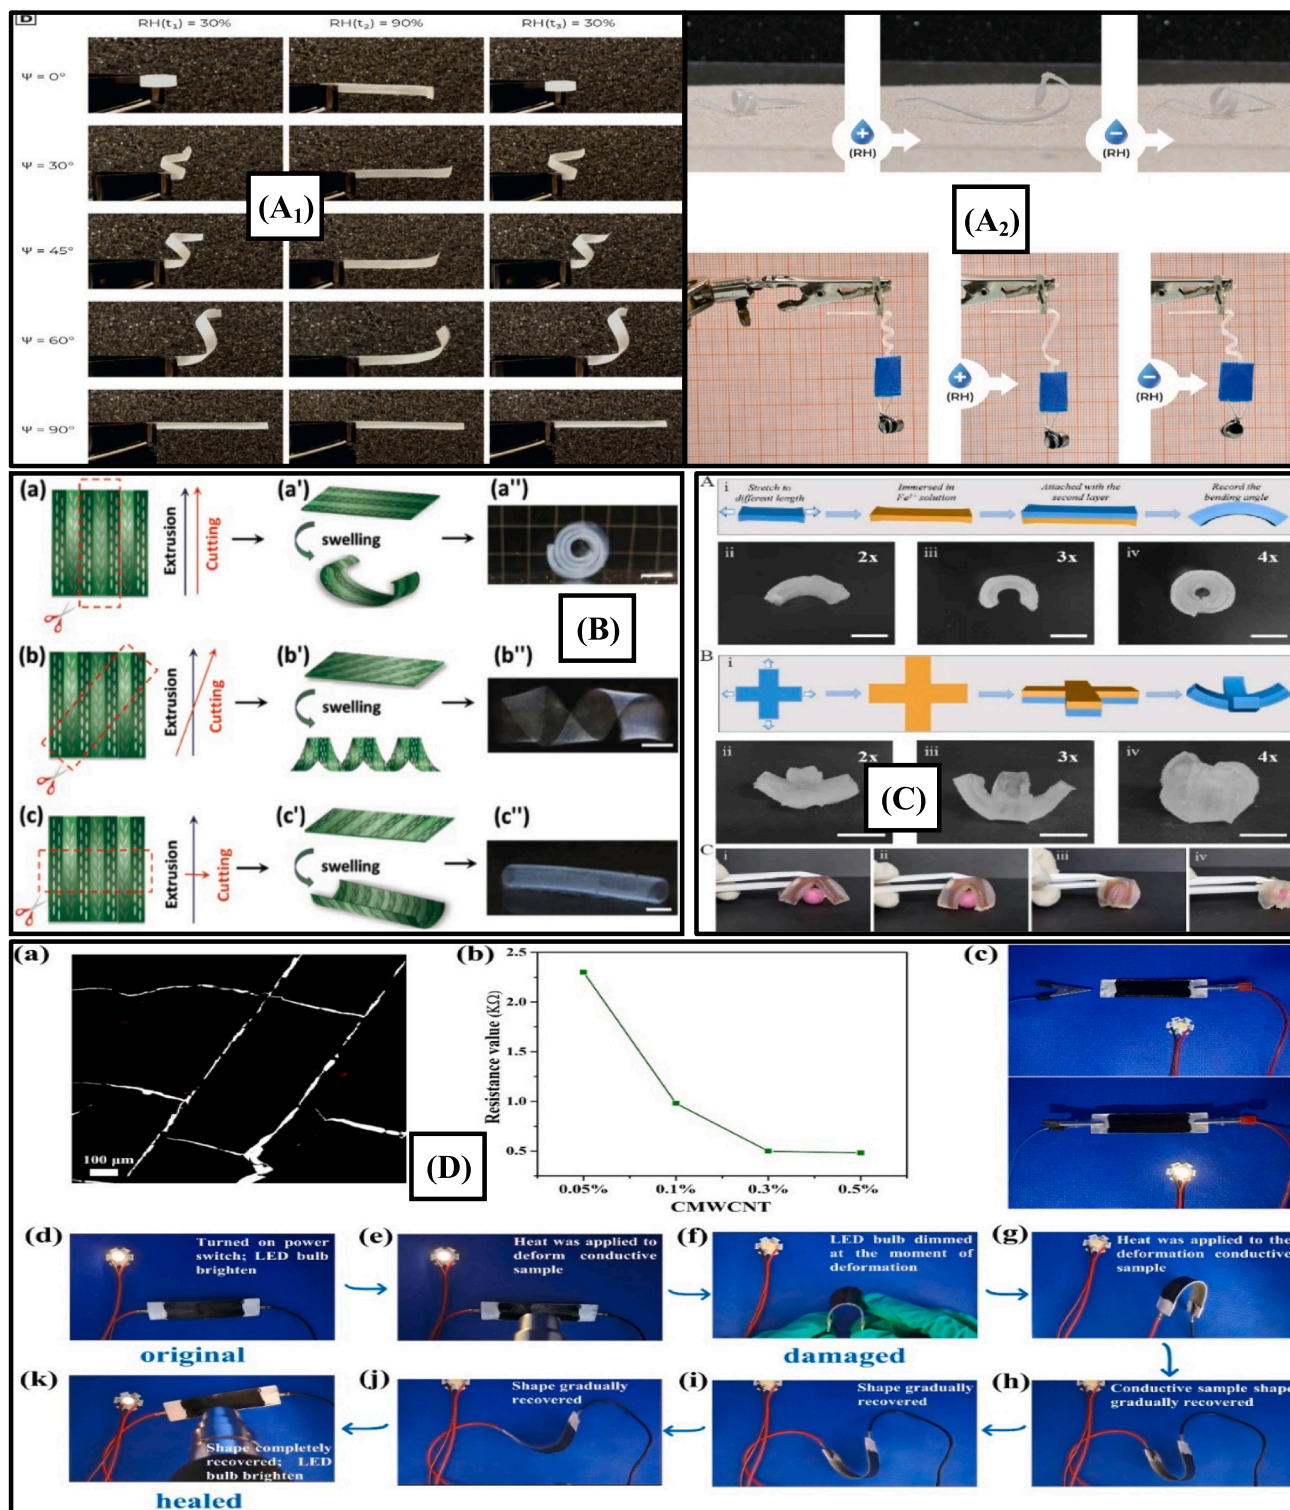 D
RH(t₁) = 30%
RH(t₂) = 90%
RH(t₃) = 30%
Ψ = 0°
Ψ = 30°
Ψ = 45°
Ψ = 60°
Ψ = 90°
(A₁)
+
(RH)
−
(RH)
(A₂)
+
(RH)
−
(RH)
(a)
Extrusion
Cutting
(a')
swelling
(a'')
(B)
(b)
Extrusion
Cutting
(b')
swelling
(b'')
(c)
Extrusion
Cutting
(c')
swelling
(c'')
A
i
Stretch to
different length
Immersed in
Fe³⁺ solution
Attached with the
second layer
Record the
bending angle
ii
2x
iii
3x
iv
4x
B
i
ii
2x
iii
3x
iv
4x
(C)
C
i
ii
iii
iv
(a)
100 μm
(D)
(b)
Resistance value (KΩ)
2.5
2.0
1.5
1.0
0.5
0.05%
0.1%
0.3%
0.5%
CMWCNT
(c)
(d)
Turned on power
switch; LED bulb
brighten
original
(e)
Heat was applied to
deform conductive
sample
(f)
LED bulb dimmed
at the moment of
deformation
damaged
(g)
Heat was applied to the
deformation conductive
sample
(k)
Shape completely
recovered; LED
bulb brighten
healed
(j)
Shape gradually
recovered
(i)
Shape gradually
recovered
(h)
Conductive sample shape
gradually recovered